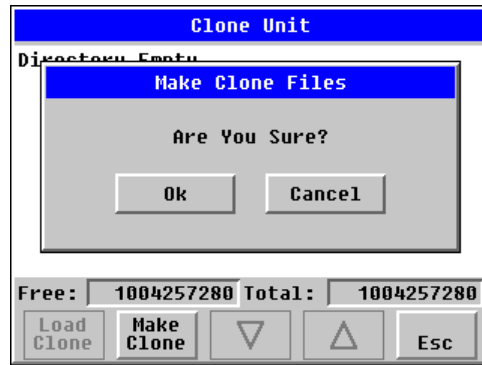 Clone Unit
Directory Empty
Make Clone Files
Are You Sure?
Ok Cancel
Free: 1004257280 Total: 1004257280
Load Clone Make Clone Esc